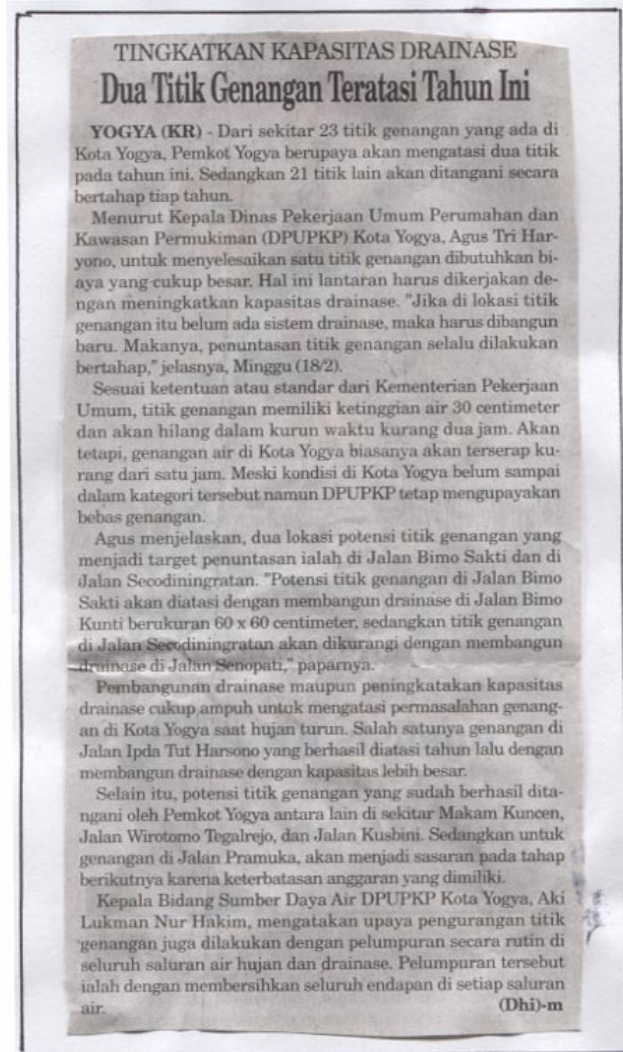 TINGKATKAN KAPASITAS DRAINASE
Dua Titik Genangan Teratasi Tahun Ini
YOGYA (KR) - Dari sekitar 23 titik genangan yang ada di
Kota Yogya, Pemkot Yogya berupaya akan mengatasi dua titik
pada tahun ini. Sedangkan 21 titik lain akan ditangani secara
bertahap tiap tahun.
Menurut Kepala Dinas Pekerjaan Umum Perumahan dan
Kawasan Permukiman (DPUPKP) Kota Yogya, Agus Tri Har-
yono, untuk menyelesaikan satu titik genangan dibutuhkan bi-
aya yang cukup besar. Hal ini lantaran harus dikerjakan de-
ngan meningkatkan kapasitas drainase. "Jika di lokasi titik
genangan itu belum ada sistem drainase, maka harus dibangun
baru. Makanya, penuntasan titik genangan selalu dilakukan
bertahap," jelasnya, Minggu (18/2).
Sesuai ketentuan atau standar dari Kementerian Pekerjaan
Umum, titik genangan memiliki ketinggian air 30 centimeter
dan akan hilang dalam kurun waktu kurang dua jam. Akan
tetapi, genangan air di Kota Yogya biasanya akan terserap ku-
rang dari satu jam. Meski kondisi di Kota Yogya belum sampai
dalam kategori tersebut namun DPUPKP tetap mengupayakan
bebas genangan.
Agus menjelaskan, dua lokasi potensi titik genangan yang
menjadi target penuntasan ialah di Jalan Bimo Sakti dan di
Jalan Secodiningratan. "Potensi titik genangan di Jalan Bimo
Sakti akan diatasi dengan membangun drainase di Jalan Bimo
Kunti berukuran 60 x 60 centimeter, sedangkan titik genangan
di Jalan Secodiningratan akan dikurangi dengan membangun
drainase di Jalan Senopati," paparnya.
Pembangunan drainase maupun peningkatakan kapasitas
drainase cukup ampuh untuk mengatasi permasalahan genang-
an di Kota Yogya saat hujan turun. Salah satunya genangan di
Jalan Ipda Tut Harsono yang berhasil diatasi tahun lalu dengan
membangun drainase dengan kapasitas lebih besar.
Selain itu, potensi titik genangan yang sudah berhasil dita-
ngani oleh Pemkot Yogya antara lain di sekitar Makam Kuncen,
Jalan Wirotomo Tegalrejo, dan Jalan Kusbini. Sedangkan untuk
genangan di Jalan Pramuka, akan menjadi sasaran pada tahap
berikutnya karena keterbatasan anggaran yang dimiliki.
Kepala Bidang Sumber Daya Air DPUPKP Kota Yogya, Aki
Lukman Nur Hakim, mengatakan upaya pengurangan titik
genangan juga dilakukan dengan pelumpuran secara rutin di
seluruh saluran air hujan dan drainase. Pelumpuran tersebut
ialah dengan membersihkan seluruh endapan di setiap saluran
air. (Dhi)-m